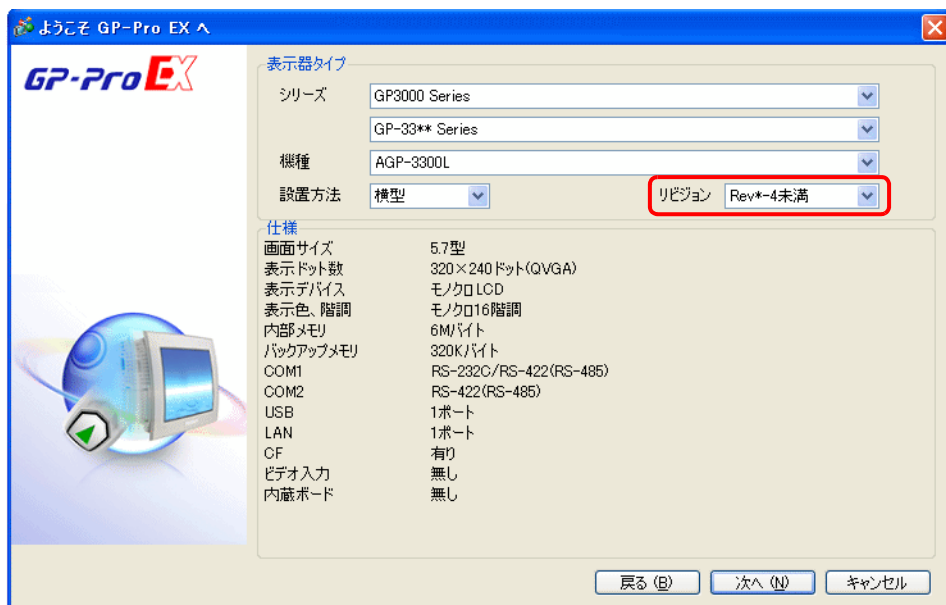 ようこそ GP-Pro EX へ
GP-Pro EX
表示器タイプ
シリーズ GP3000 Series
GP-33** Series
機種 AGP-3300L
設置方法 横型 リビジョン Rev*-4未満
仕様
画面サイズ 5.7型
表示ドット数 320×240ドット(QVGA)
表示デバイス モノクロLCD
表示色、階調 モノクロ16階調
内部メモリ 6Mバイト
バックアップメモリ 320Kバイト
COM1 RS-232C/RS-422(RS-485)
COM2 RS-422(RS-485)
USB 1ポート
LAN 1ポート
CF 有り
ビデオ入力 無し
内蔵ボード 無し
戻る (B) 次へ (N) キャンセル